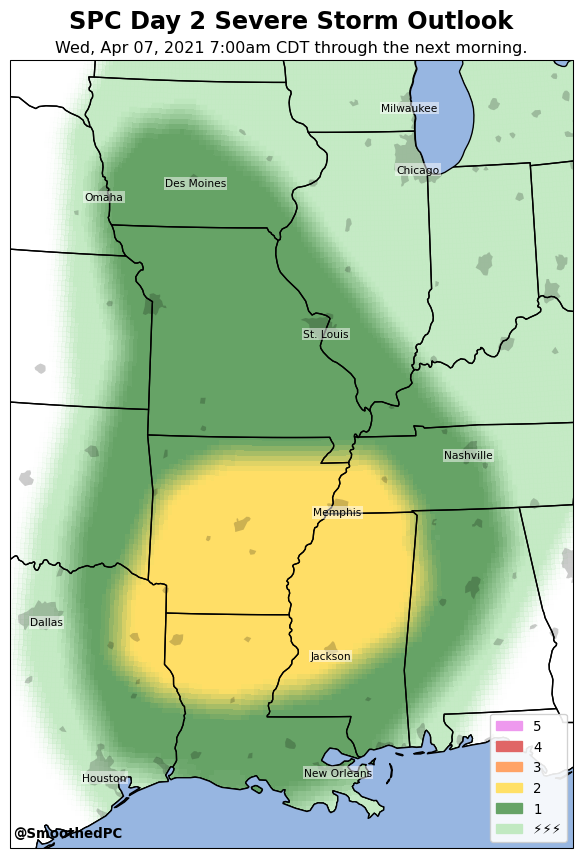 SPC Day 2 Severe Storm Outlook
Wed, Apr 07, 2021 7:00am CDT through the next morning.
Milwaukee
Chicago
Des Moines
Omaha
St. Louis
Nashville
Memphis
Dallas
Jackson
Houston
New Orleans
5
4
3
2
1
⚡⚡⚡
@SmoothedPC